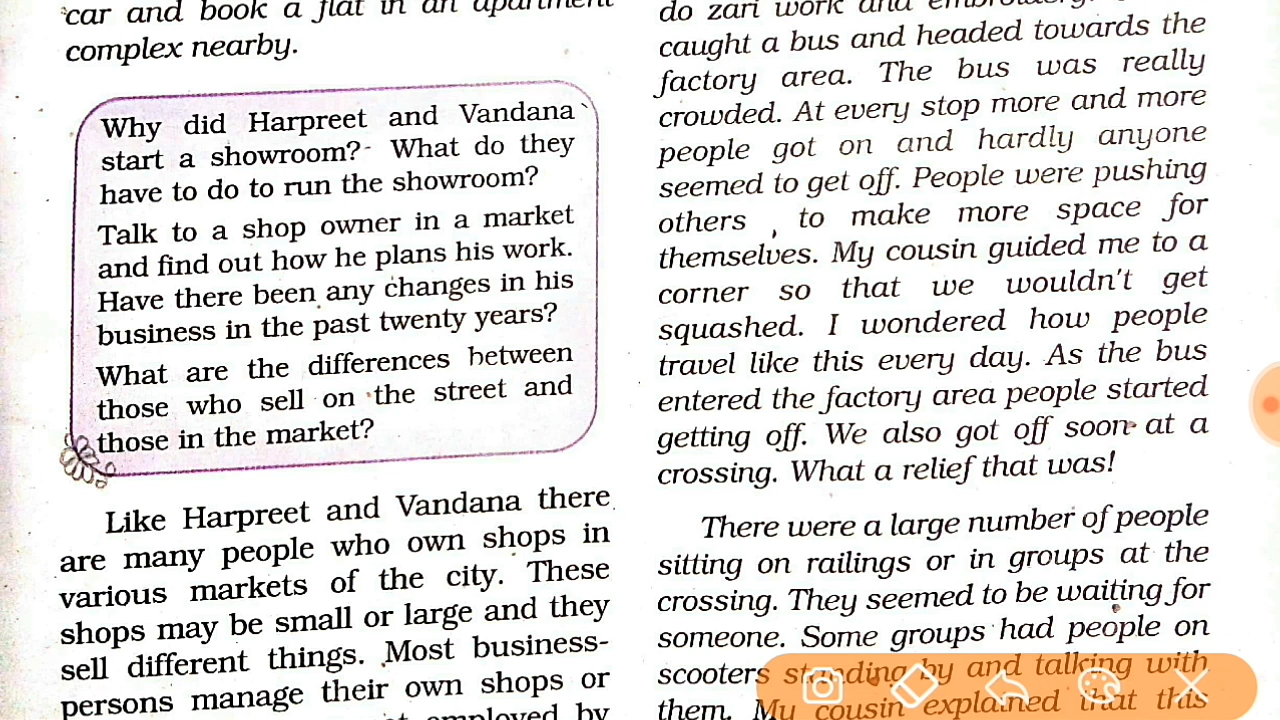 car and book a flat in an apartment
complex nearby.
Why did Harpreet and Vandana
start a showroom? What do they
have to do to run the showroom?
Talk to a shop owner in a market
and find out how he plans his work.
Have there been any changes in his
business in the past twenty years?
What are the differences between
those who sell on the street and
those in the market?
Like Harpreet and Vandana there
are many people who own shops in
various markets of the city. These
shops may be small or large and they
sell different things. Most business-
persons manage their own shops or
employed by
do zari work and embroidery.
caught a bus and headed towards the
factory area. The bus was really
crowded. At every stop more and more
people got on and hardly anyone
seemed to get off. People were pushing
others to make more space for
themselves. My cousin guided me to a
corner so that we wouldn't get
squashed. I wondered how people
travel like this every day. As the bus
entered the factory area people started
getting off. We also got off soon at a
crossing. What a relief that was!
There were a large number of people
sitting on railings or in groups at the
crossing. They seemed to be waiting for
someone. Some groups had people on
scooters standing by and talking with
them. My cousin explained that this